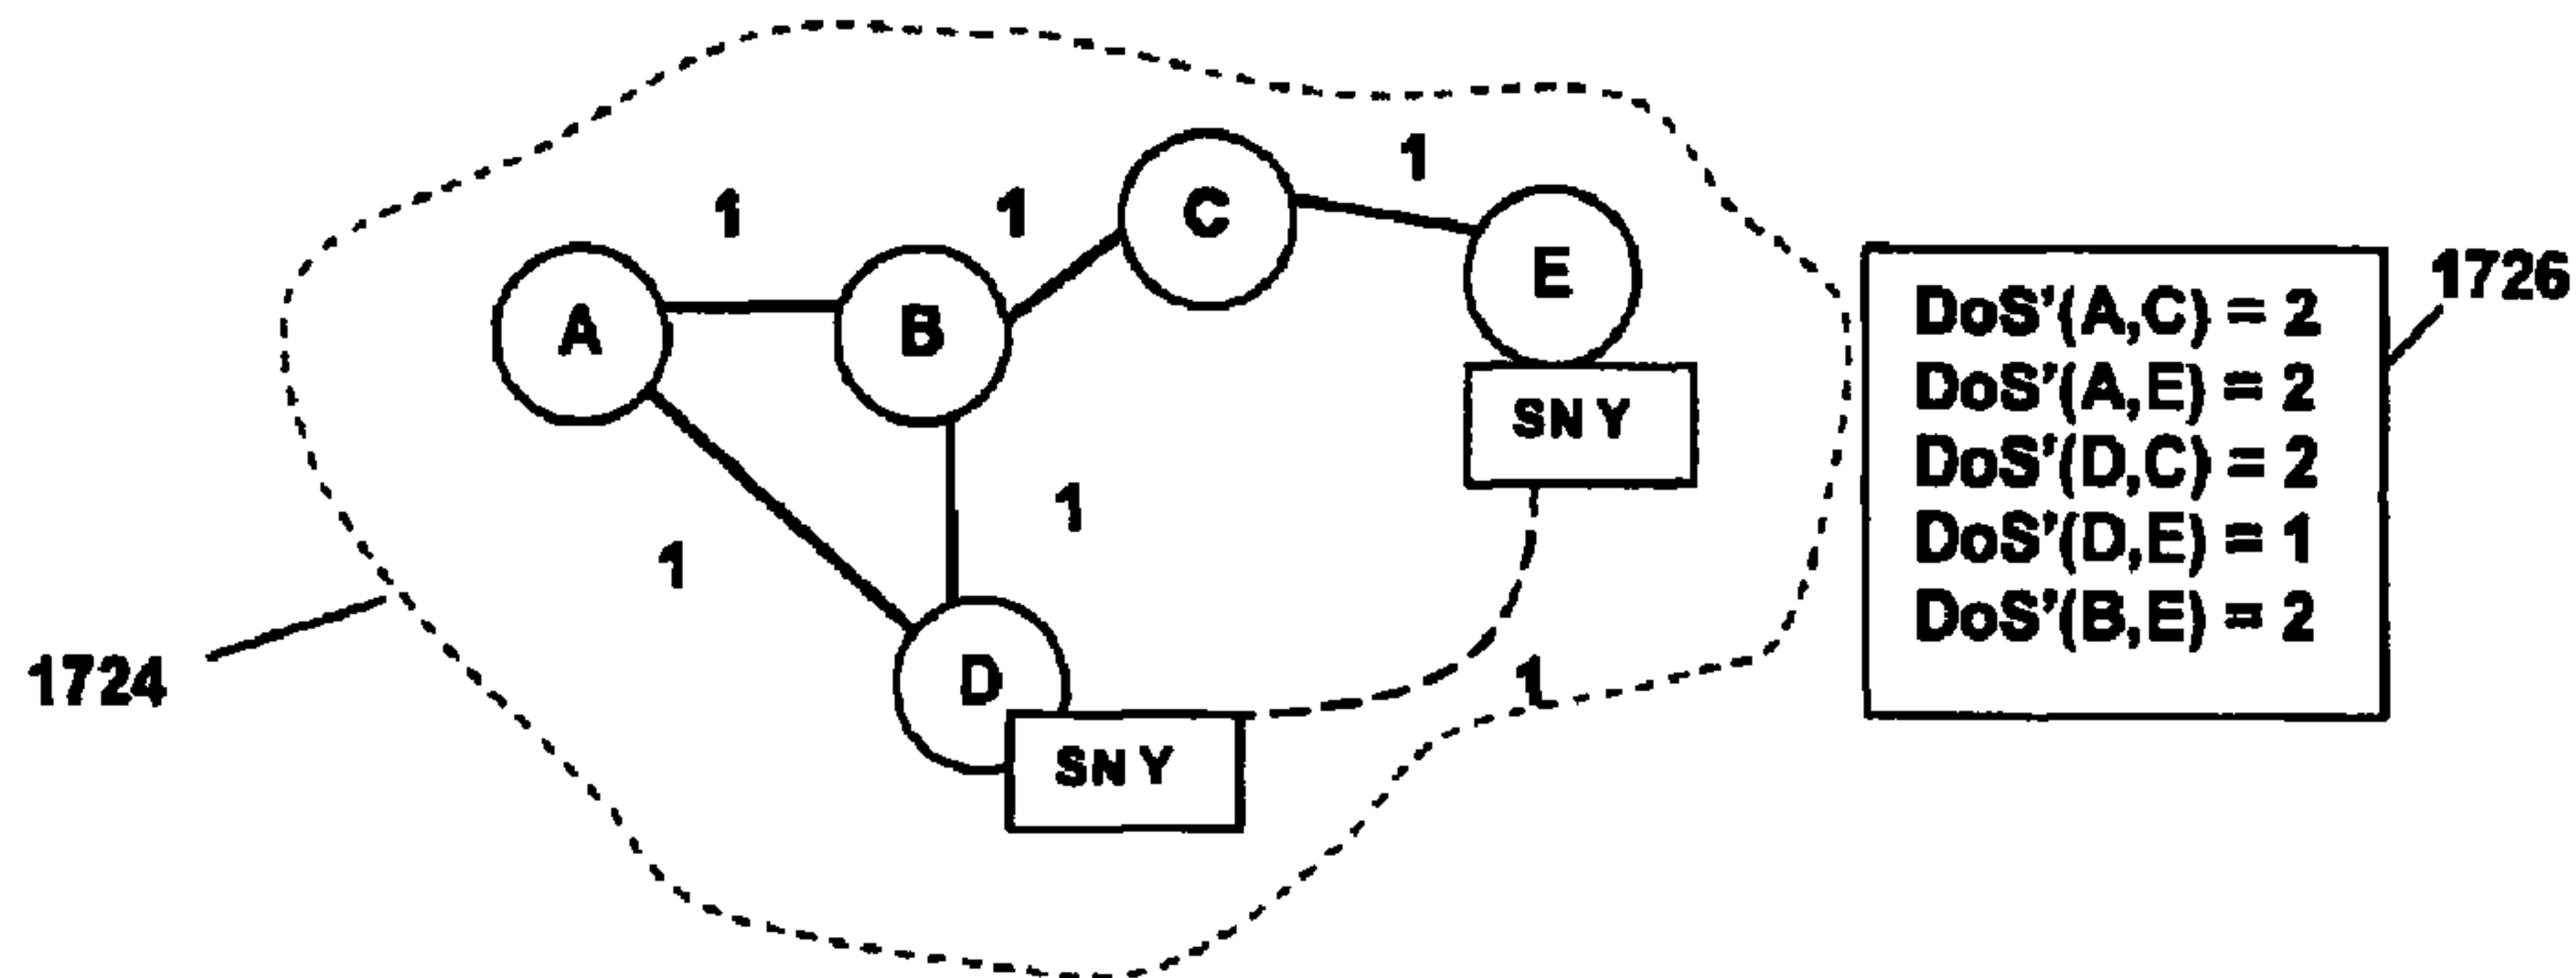 1
1
1
C
E
A
B
SN Y
1
1
D
SN Y
1
1724
DoS'(A,C) = 2
DoS'(A,E) = 2
DoS'(D,C) = 2
DoS'(D,E) = 1
DoS'(B,E) = 2
1726